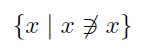 {x | x ∌ x}